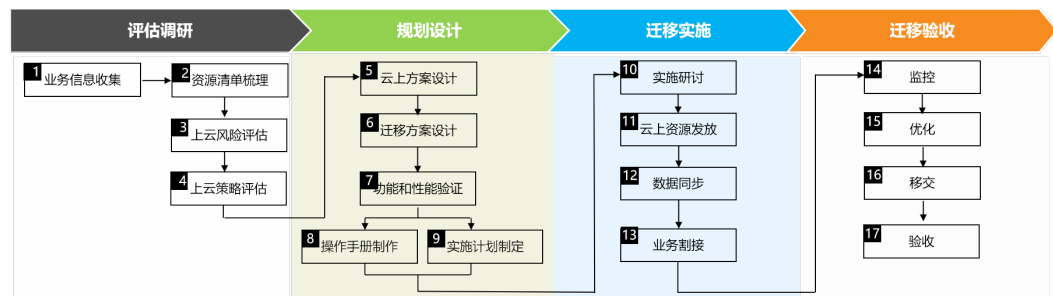 评估调研
规划设计
迁移实施
迁移验收
1 业务信息收集
2 资源清单梳理
3 上云风险评估
4 上云策略评估
5 云上方案设计
6 迁移方案设计
7 功能和性能验证
8 操作手册制作
9 实施计划制定
10 实施研讨
11 云上资源发放
12 数据同步
13 业务割接
14 监控
15 优化
16 移交
17 验收